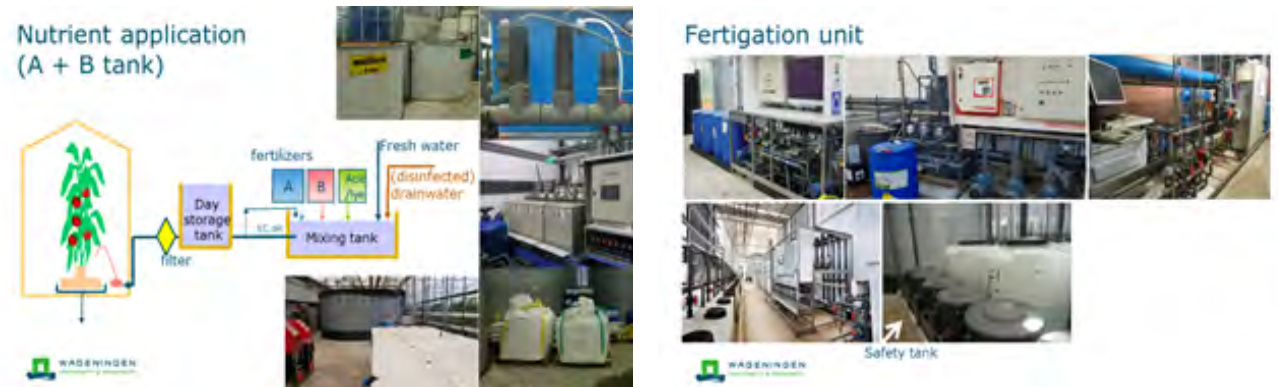 Nutrient application
(A + B tank)
fertilizers
Fresh water
A
B
Acid
(disinfected)
drainwater
Day
storage
tank
EC, pH
Mixing tank
filter
WAGENINGEN
Fertigation unit
Safety tank
WAGENINGEN